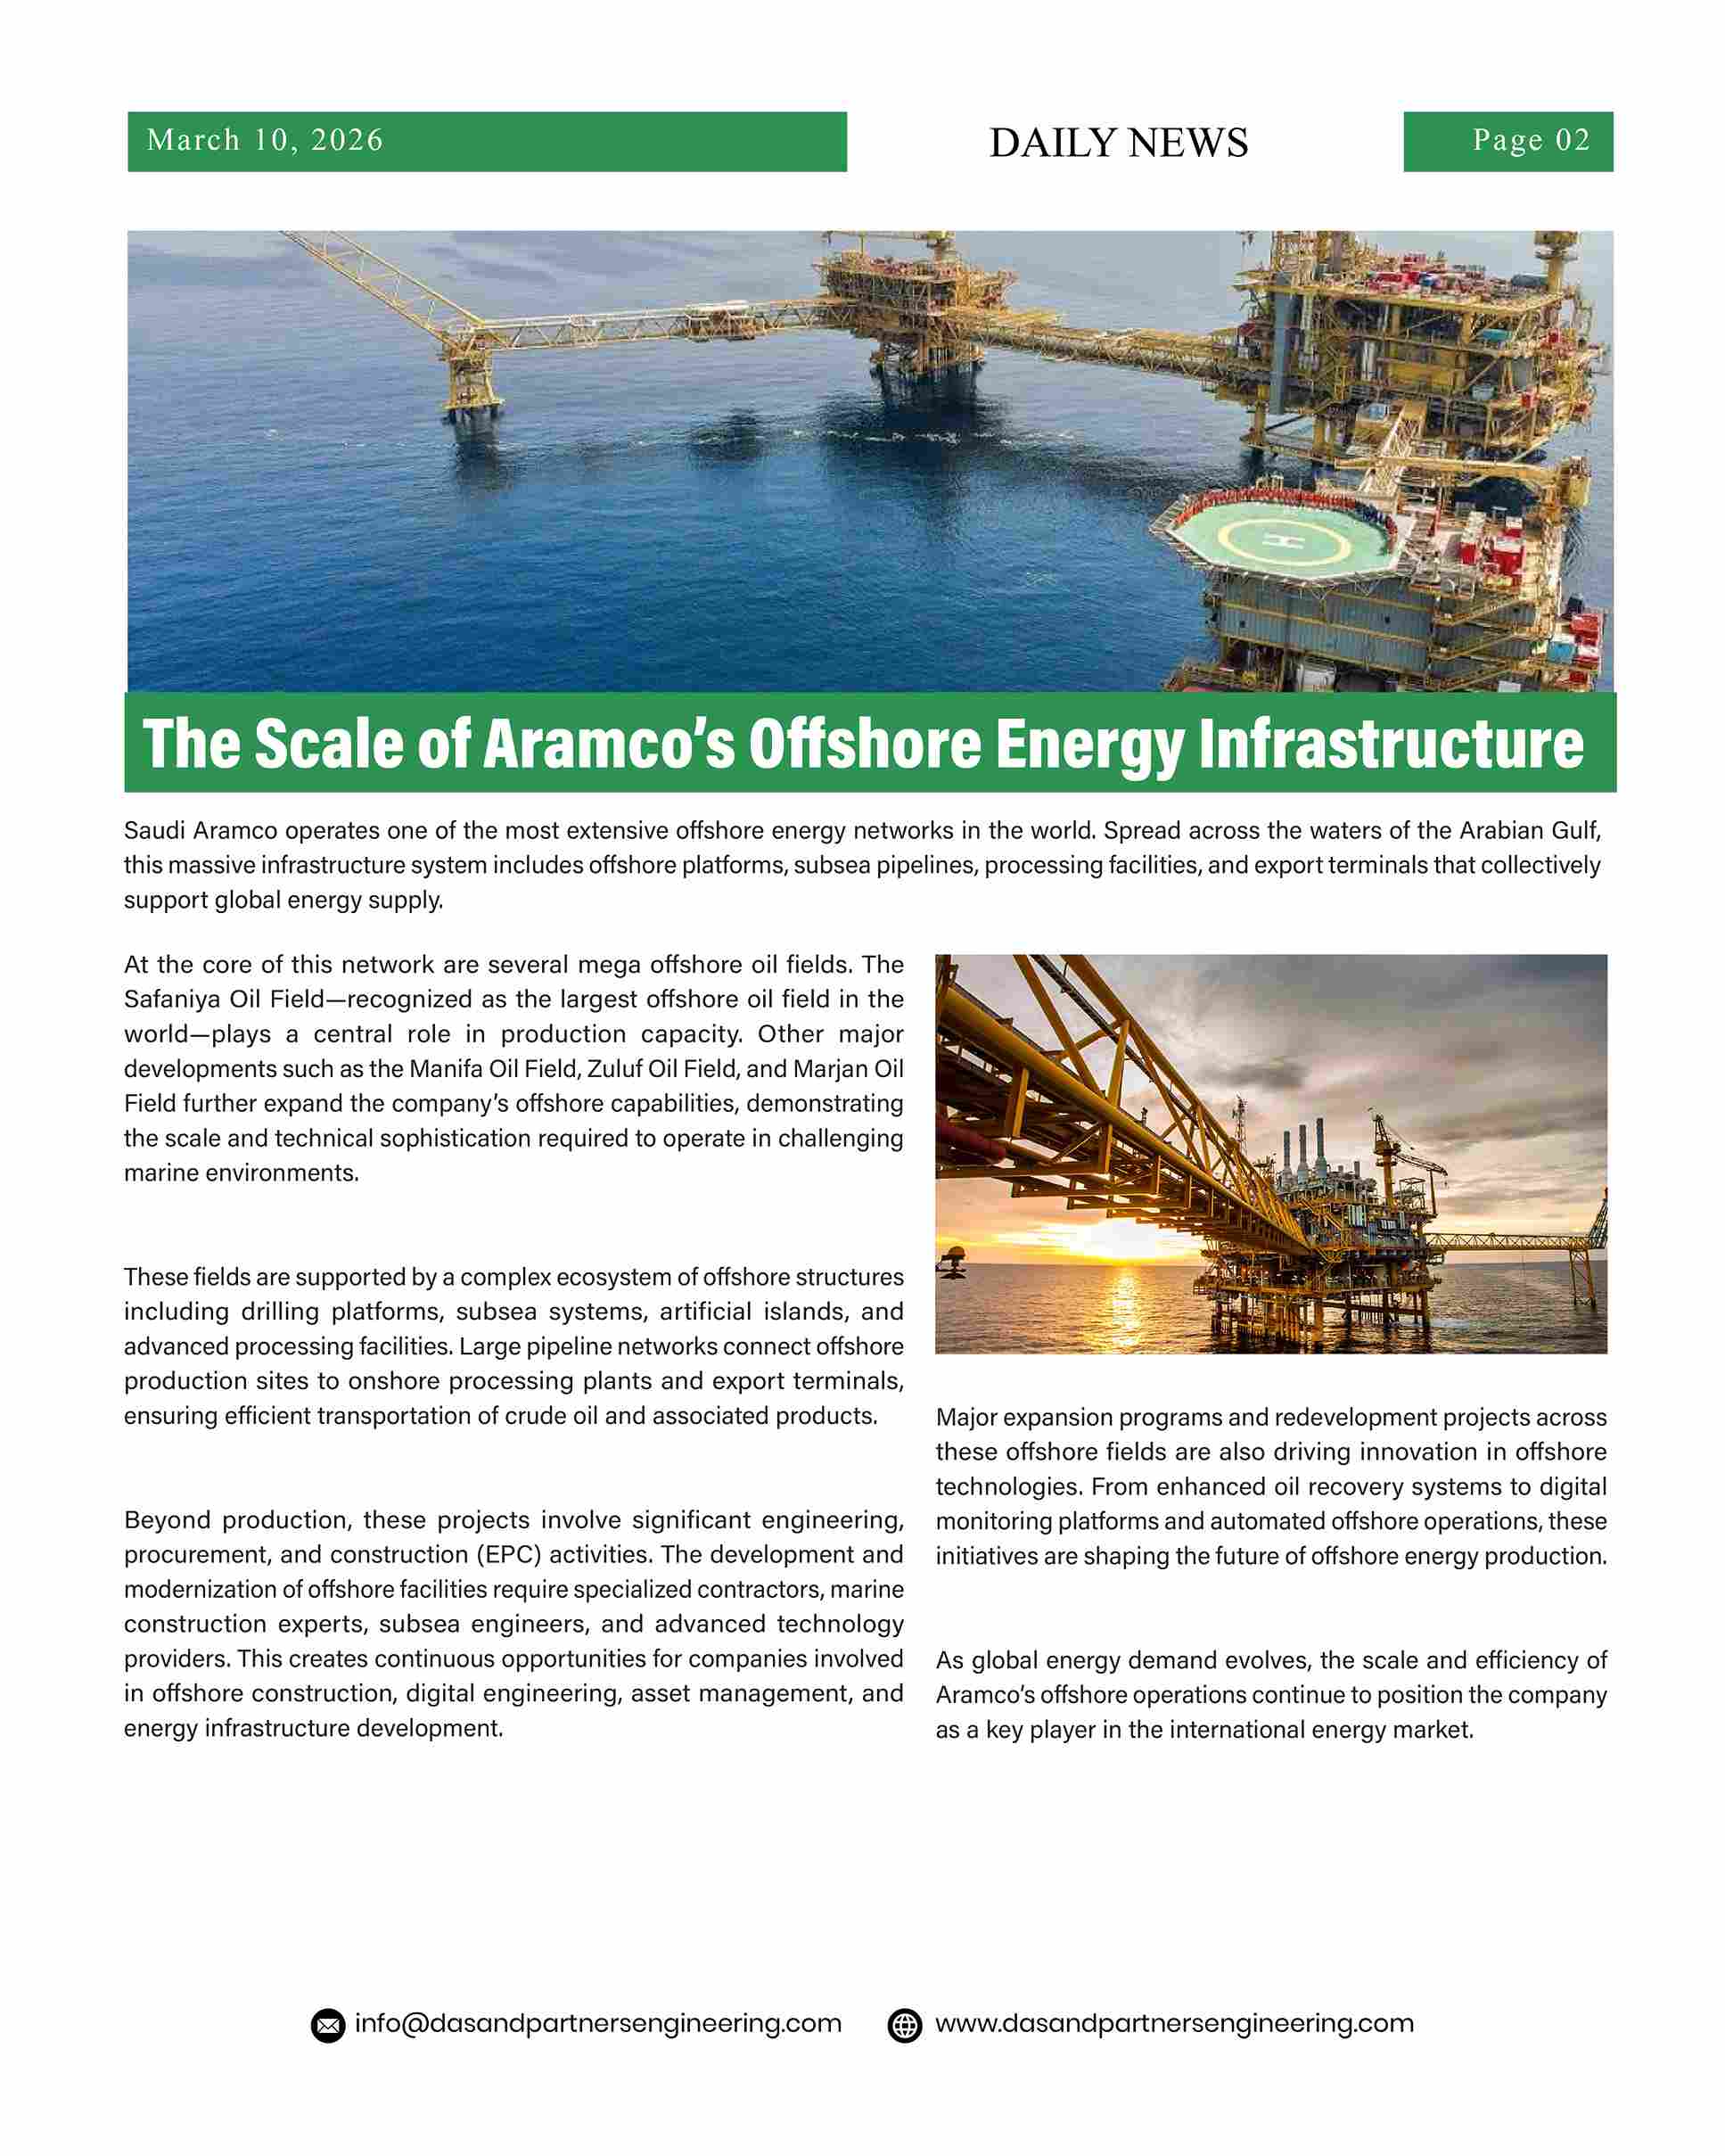 March 10, 2026
DAILY NEWS
Page 02
The Scale of Aramco’s Offshore Energy Infrastructure
Saudi Aramco operates one of the most extensive offshore energy networks in the world. Spread across the waters of the Arabian Gulf,
this massive infrastructure system includes offshore platforms, subsea pipelines, processing facilities, and export terminals that collectively
support global energy supply.
At the core of this network are several mega offshore oil fields. The
Safaniya Oil Field—recognized as the largest offshore oil field in the
world—plays a central role in production capacity. Other major
developments such as the Manifa Oil Field, Zuluf Oil Field, and Marjan Oil
Field further expand the company’s offshore capabilities, demonstrating
the scale and technical sophistication required to operate in challenging
marine environments.
These fields are supported by a complex ecosystem of offshore structures
including drilling platforms, subsea systems, artificial islands, and
advanced processing facilities. Large pipeline networks connect offshore
production sites to onshore processing plants and export terminals,
ensuring efficient transportation of crude oil and associated products.
Beyond production, these projects involve significant engineering,
procurement, and construction (EPC) activities. The development and
modernization of offshore facilities require specialized contractors, marine
construction experts, subsea engineers, and advanced technology
providers. This creates continuous opportunities for companies involved
in offshore construction, digital engineering, asset management, and
energy infrastructure development.
H
Major expansion programs and redevelopment projects across
these offshore fields are also driving innovation in offshore
technologies. From enhanced oil recovery systems to digital
monitoring platforms and automated offshore operations, these
initiatives are shaping the future of offshore energy production.
As global energy demand evolves, the scale and efficiency of
Aramco’s offshore operations continue to position the company
as a key player in the international energy market.
info@dasandpartnersengineering.com
www.dasandpartnersengineering.com